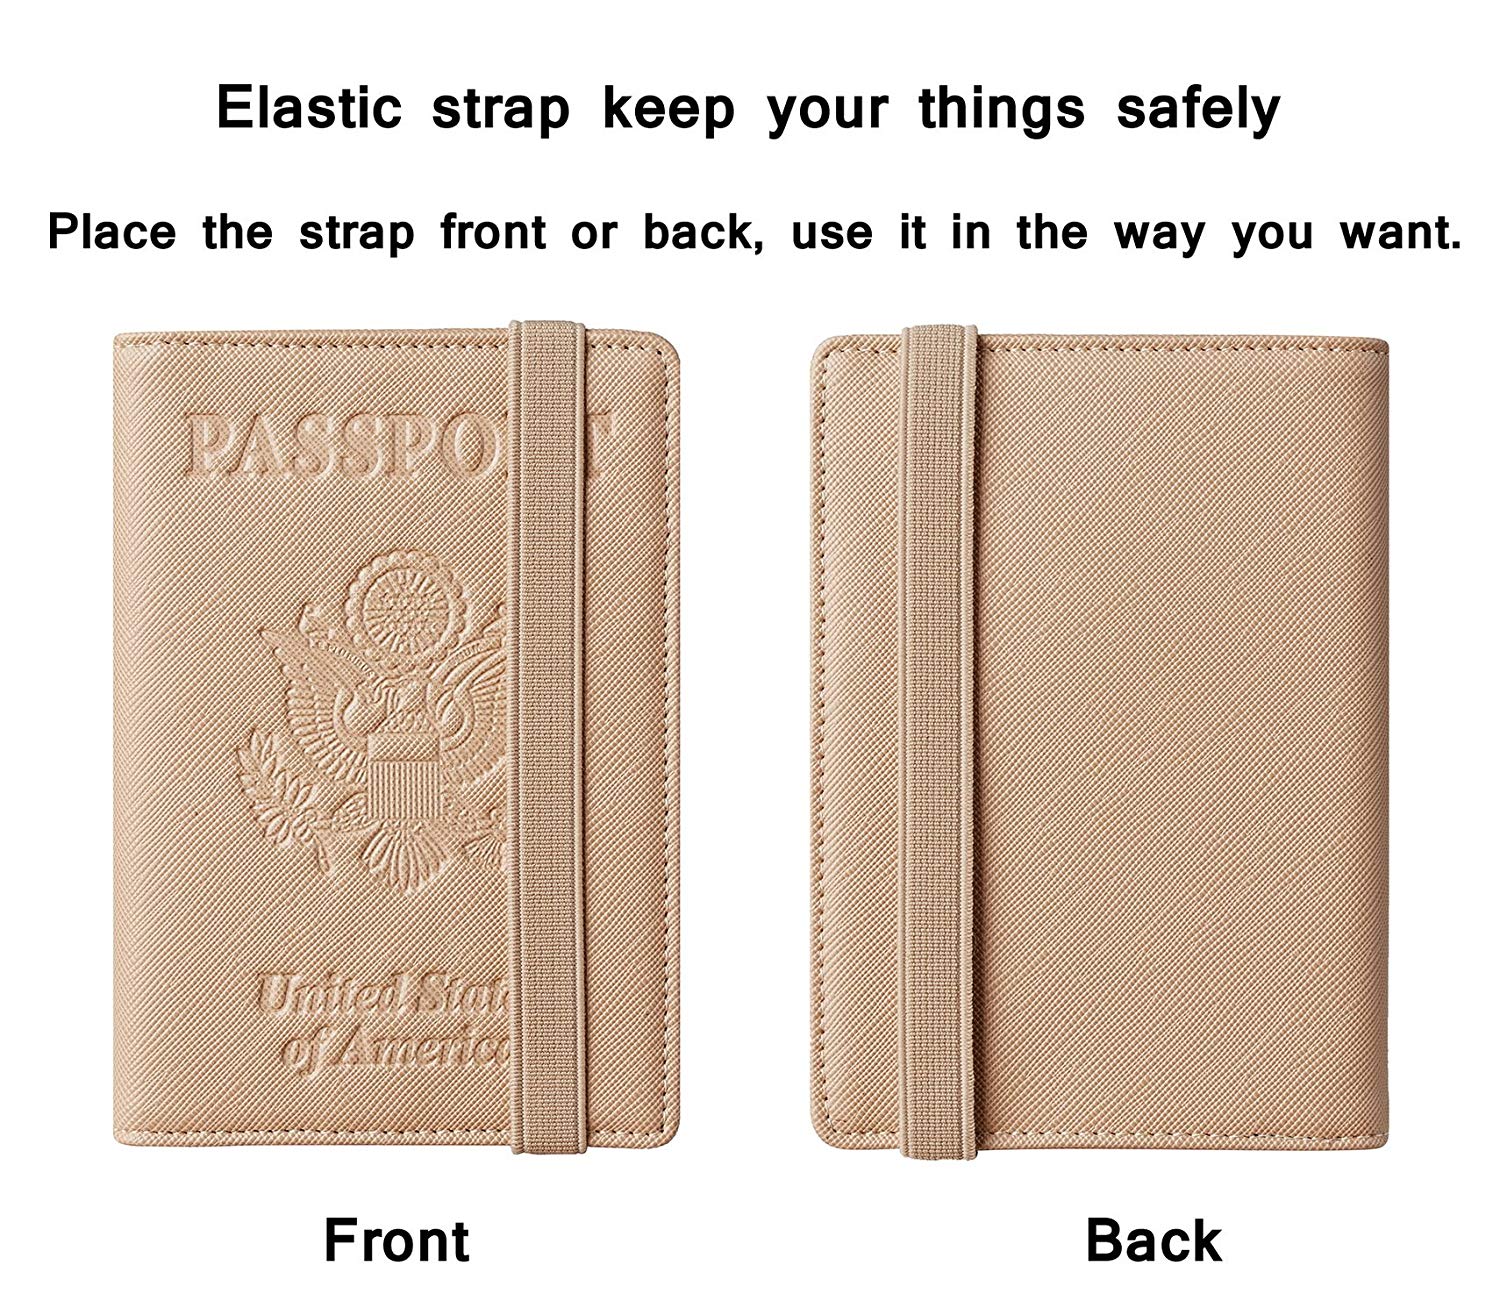 Elastic strap keep your things safely
Place the strap front or back, use it in the way you want.
PASSPO T
United Stat
of America
Front
Back